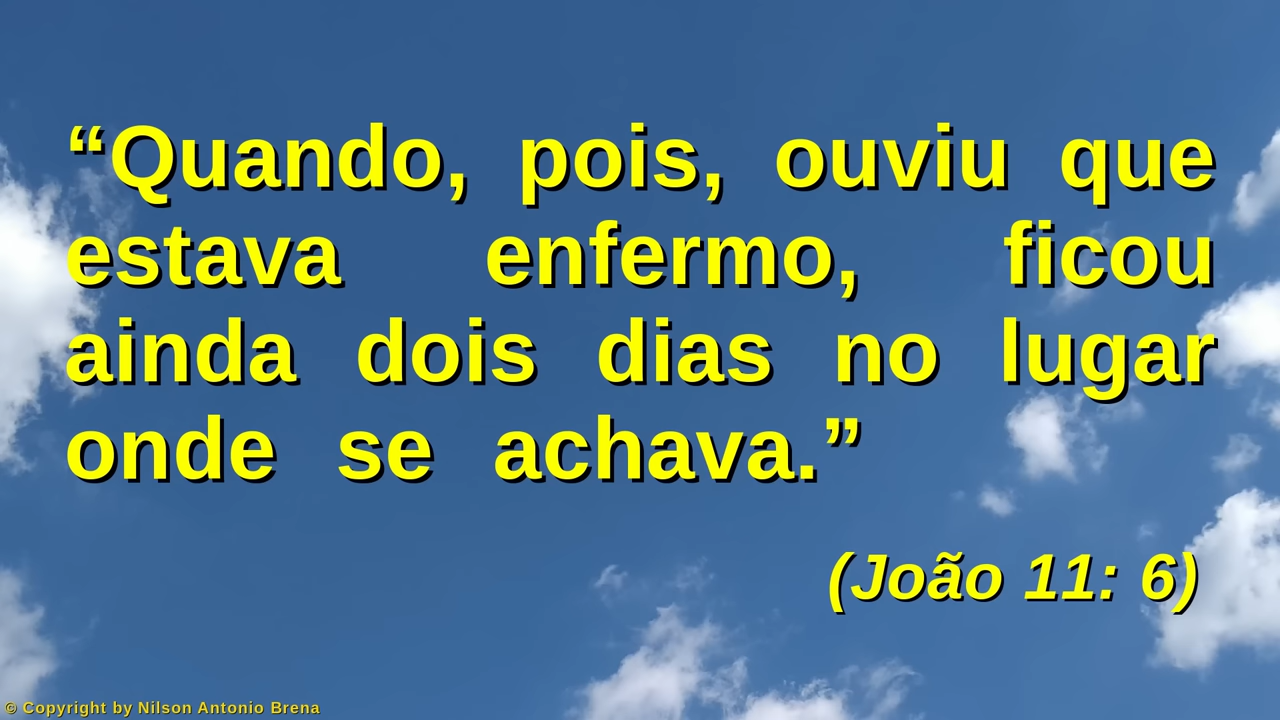 “Quando, pois, ouviu que
estava enfermo, ficou
ainda dois dias no lugar
onde se achava.”
(João 11: 6)
© Copyright by Nilson Antonio Brena